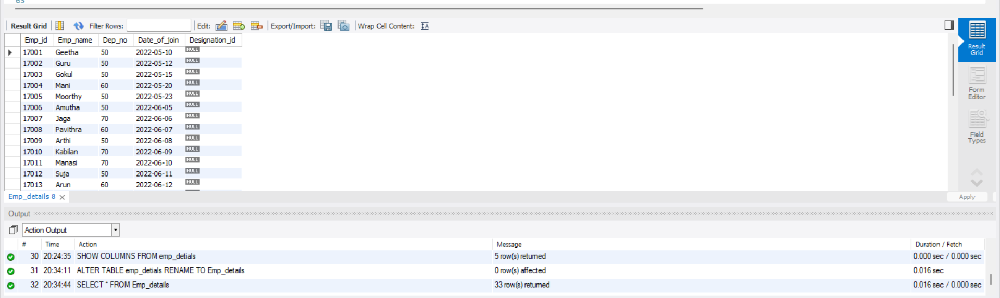 65
Result Grid Filter Rows: Edit: Export/Import: Wrap Cell Content:
Emp_id Emp_name Dep_no Date_of_join Designation_id
17001 Geetha 50 2022-05-10 NULL
17002 Guru 50 2022-05-12 NULL
17003 Gokul 50 2022-05-15 NULL
17004 Mani 60 2022-05-20 NULL
17005 Moorthy 50 2022-05-23 NULL
17006 Amutha 50 2022-06-05 NULL
17007 Jaga 70 2022-06-06 NULL
17008 Pavithra 60 2022-06-07 NULL
17009 Arthi 50 2022-06-08 NULL
17010 Kabilan 70 2022-06-09 NULL
17011 Manasi 70 2022-06-10 NULL
17012 Suja 50 2022-06-11 NULL
17013 Arun 60 2022-06-12 NULL
Result
Grid
Form
Editor
Field
Types
Emp_details 8
Apply
Output
Action Output
# Time Action Message Duration / Fetch
30 20:24:35 SHOW COLUMNS FROM emp_detials 5 row(s) returned 0.000 sec / 0.000 sec
31 20:34:11 ALTER TABLE emp_detials RENAME TO Emp_details 0 row(s) affected 0.016 sec
32 20:34:44 SELECT * FROM Emp_details 33 row(s) returned 0.016 sec / 0.000 sec